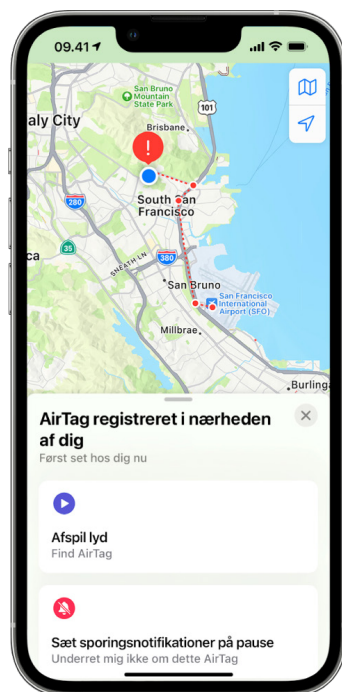 09.41
San Bruno
Mountain
State Park
101
aly City
Brisbane
South San
Francisco
280
35
ca
380
SNEATH LN
San Bruno
San Francisco
International
Airport (SFO)
Millbrae
Burling
AirTag registreret i nærheden
af dig
Først set hos dig nu
Afspil lyd
Find AirTag
Sæt sporingsnotifikationer på pause
Underret mig ikke om dette AirTag